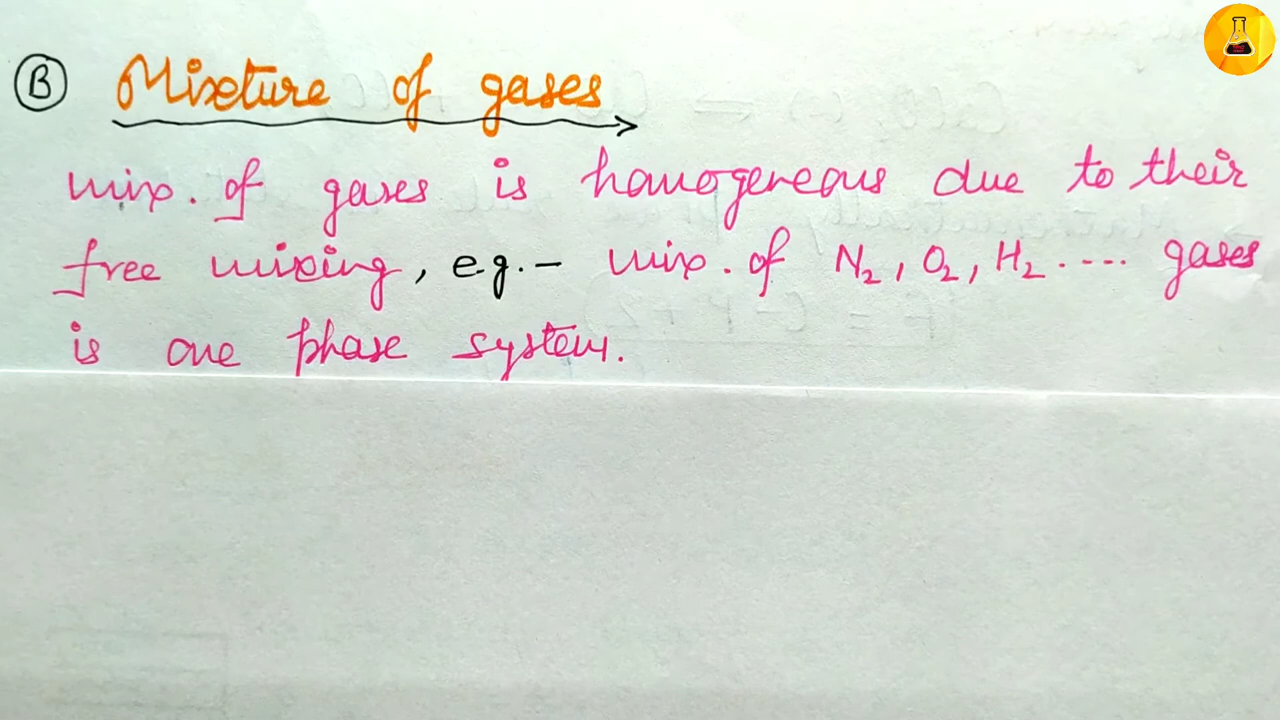 B Mixture of gases
mix. of gases is homogeneous due to their
free mixing, e.g. - mix. of N₂, O₂, H₂ ..... gases
is one phase system.